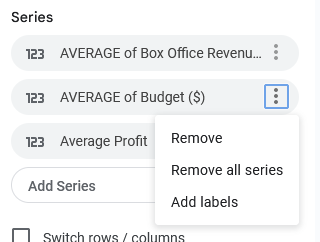 Series
123 AVERAGE of Box Office Revenu...
123 AVERAGE of Budget ($)
123 Average Profit
Remove
Remove all series
Add labels
Add Series
Switch rows / columns